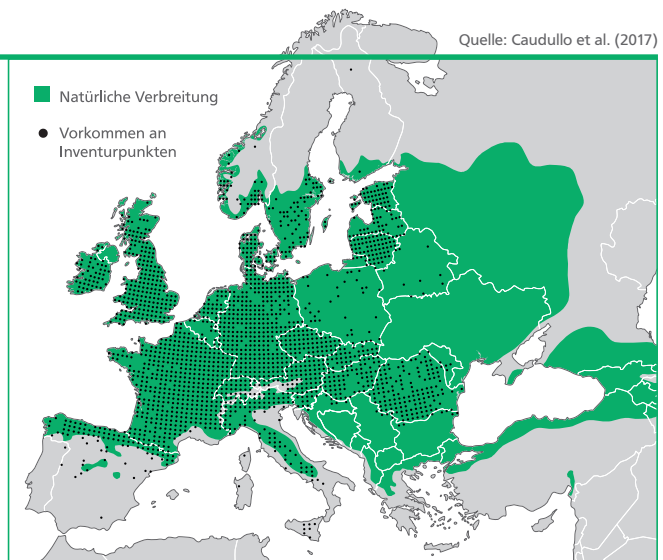 Quelle: Caudullo et al. (2017)
Natürliche Verbreitung
Vorkommen an
Inventurpunkten